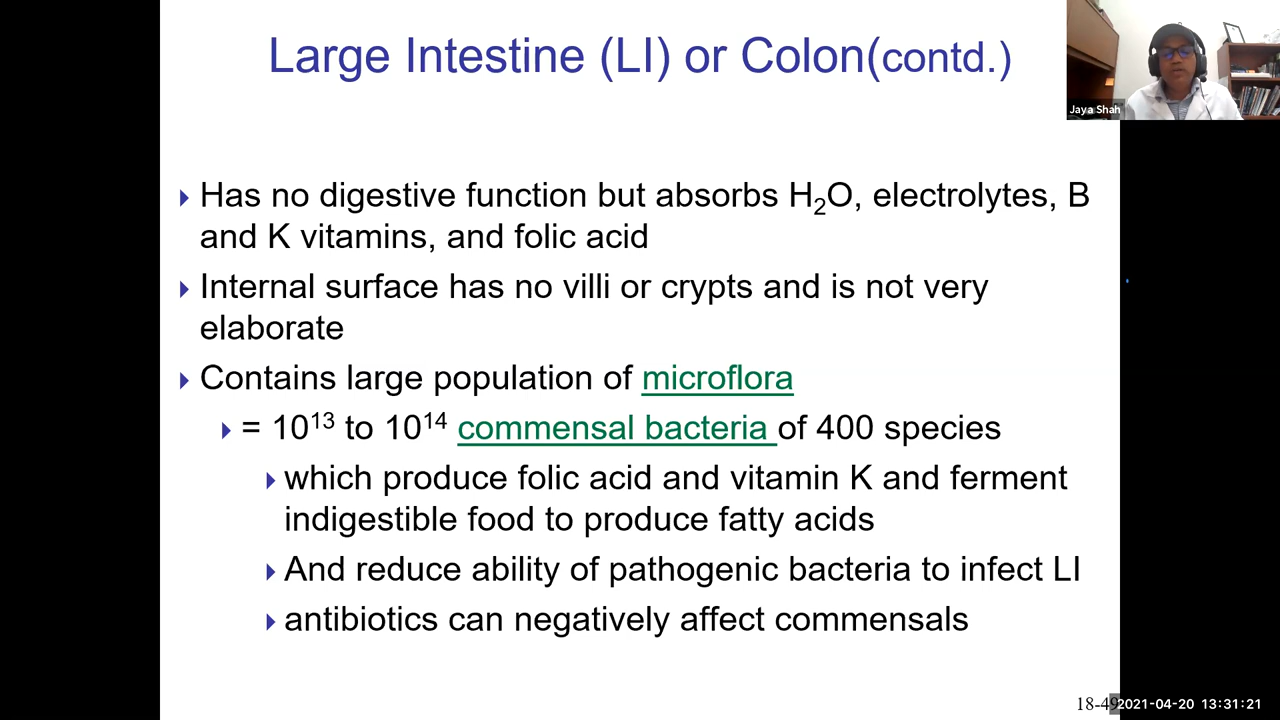 Large Intestine (LI) or Colon(contd.)
Jaya Shah
Has no digestive function but absorbs H₂O, electrolytes, B
and K vitamins, and folic acid
Internal surface has no villi or crypts and is not very
elaborate
Contains large population of microflora
= 10¹³ to 10¹⁴ commensal bacteria of 400 species
which produce folic acid and vitamin K and ferment
indigestible food to produce fatty acids
And reduce ability of pathogenic bacteria to infect LI
antibiotics can negatively affect commensals
18-49
2021-04-20 13:31:21